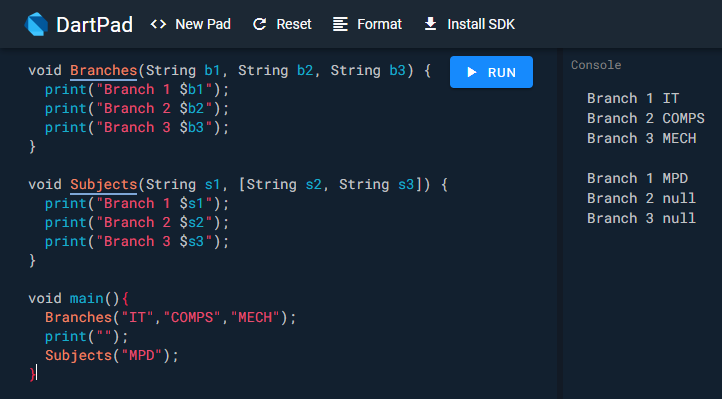 DartPad <> New Pad Reset Format Install SDK
void Branches(String b1, String b2, String b3) {
  print("Branch 1 $b1");
  print("Branch 2 $b2");
  print("Branch 3 $b3");
}
void Subjects(String s1, [String s2, String s3]) {
  print("Branch 1 $s1");
  print("Branch 2 $s2");
  print("Branch 3 $s3");
}
void main(){
  Branches("IT","COMPS","MECH");
  print("");
  Subjects("MPD");
}
RUN
Console
Branch 1 IT
Branch 2 COMPS
Branch 3 MECH
Branch 1 MPD
Branch 2 null
Branch 3 null